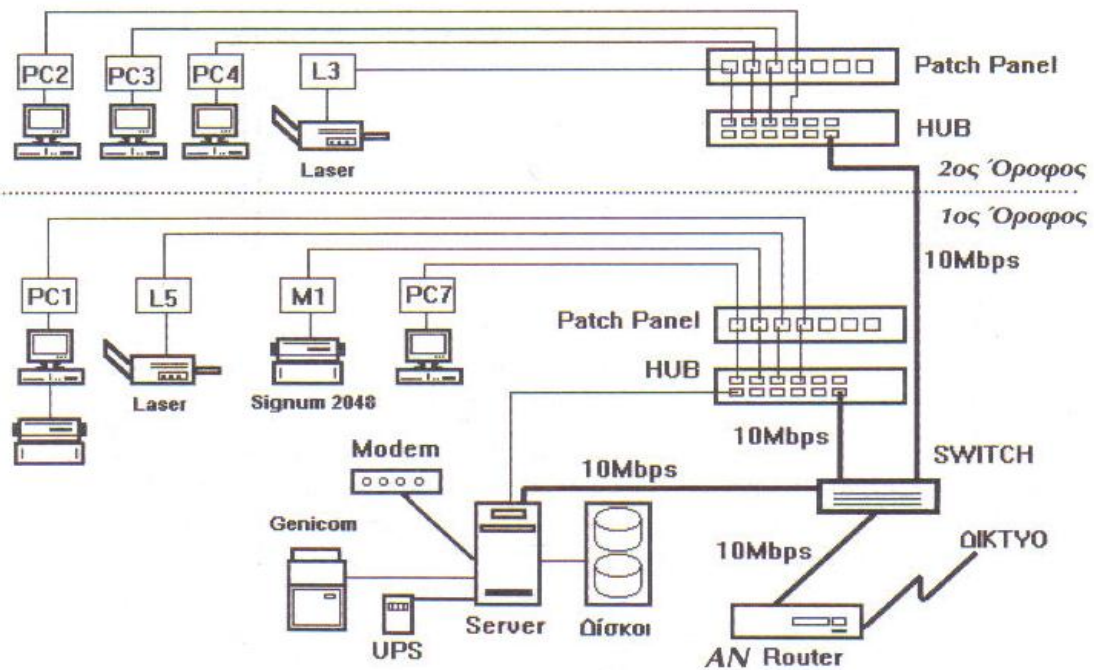 PC2
PC3
PC4
L3
Patch Panel
HUB
Laser
2ος Όροφος
1ος Όροφος
10Mbps
PC1
L5
M1
PC7
Patch Panel
HUB
Laser
Signum 2048
10Mbps
SWITCH
Modem
10Mbps
Genicom
10Mbps
ΔΙΚΤΥΟ
UPS
Server
Δίσκοι
AN Router